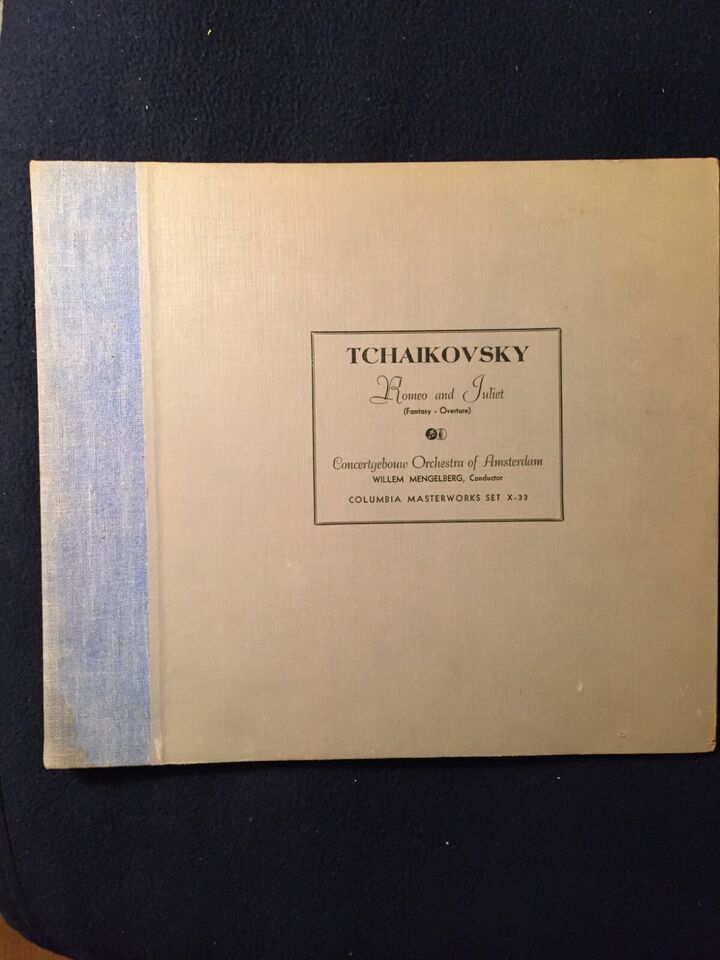 TCHAIKOVSKY
Romeo and Juliet
(Fantasy - Overture)
Concertgebouw Orchestra of Amsterdam
WILLEM MENGELBERG, Conductor
COLUMBIA MASTERWORKS SET X-33